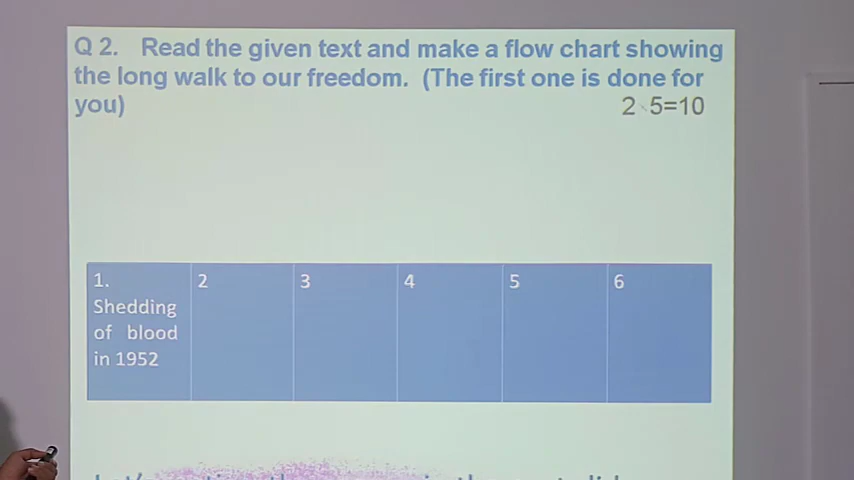 Q 2. Read the given text and make a flow chart showing
the long walk to our freedom. (The first one is done for
you) 2 5=10
1. 2 3 4 5 6
Shedding
of blood
in 1952